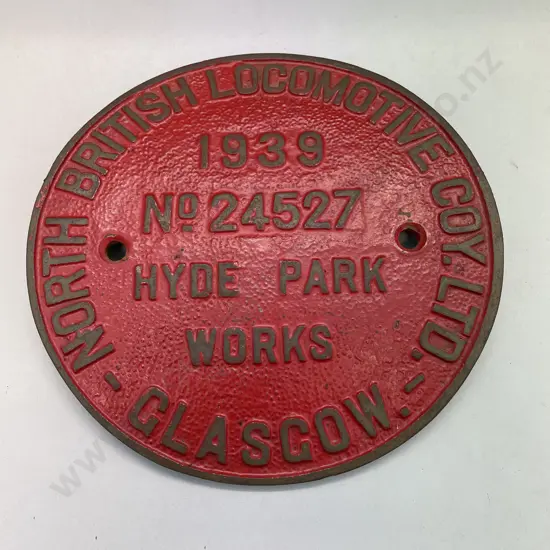 NORTH BRITISH LOCOMOTIVE COY. LTD.
1939
No 24527
HYDE PARK
WORKS
- GLASGOW. -